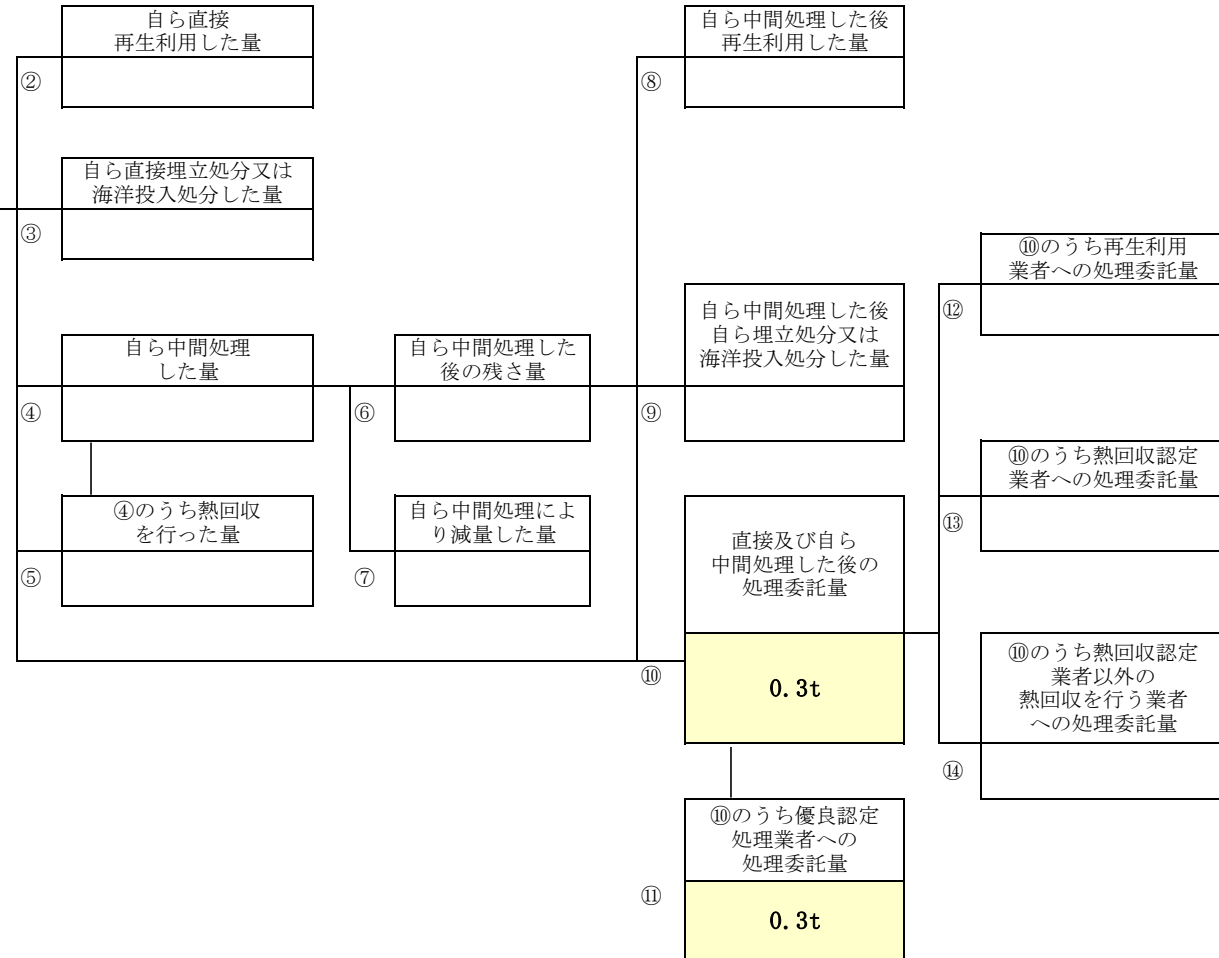 自ら直接
再生利用した量
②
自ら中間処理した後
再生利用した量
⑧
自ら直接埋立処分又は
海洋投入処分した量
③
⑩のうち再生利用
業者への処理委託量
⑫
自ら中間処理
した量
④
自ら中間処理した
後の残さ量
⑥
自ら中間処理した後
自ら埋立処分又は
海洋投入処分した量
⑨
⑩のうち熱回収認定
業者への処理委託量
⑬
④のうち熱回収
を行った量
⑤
自ら中間処理によ
り減量した量
⑦
直接及び自ら
中間処理した後の
処理委託量
⑩
0.3t
⑩のうち熱回収認定
業者以外の
熱回収を行う業者
への処理委託量
⑭
⑩のうち優良認定
処理業者への
処理委託量
⑪
0.3t